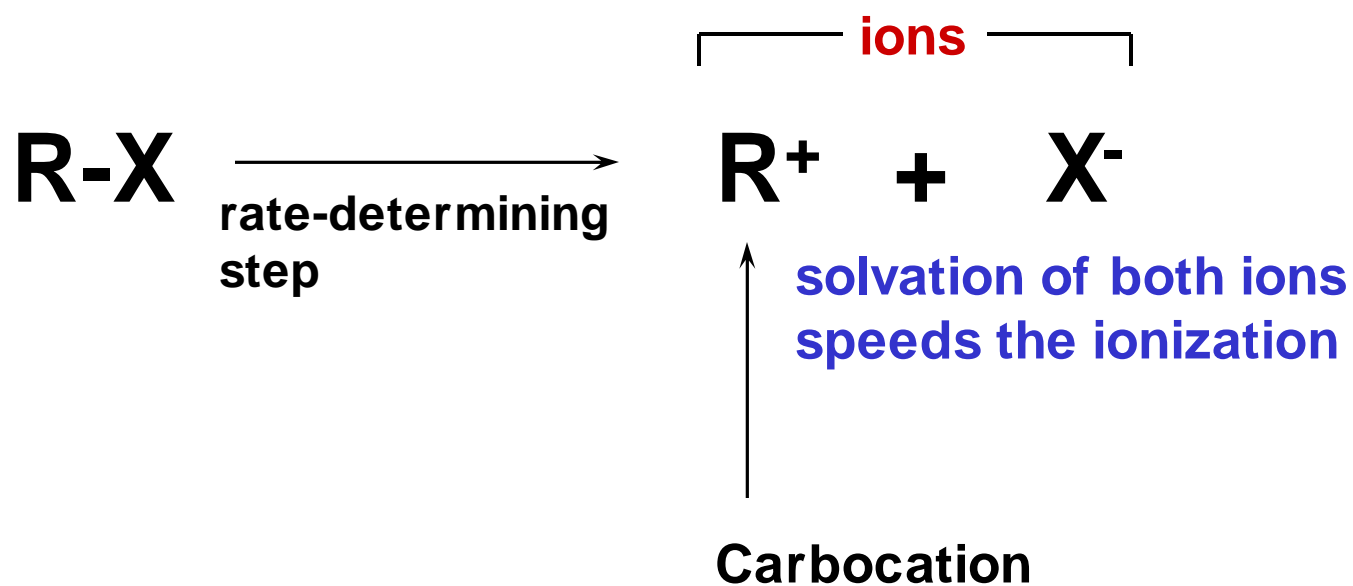 ions
R-X R⁺ + X⁻
rate-determining
step
solvation of both ions
speeds the ionization
Carbocation